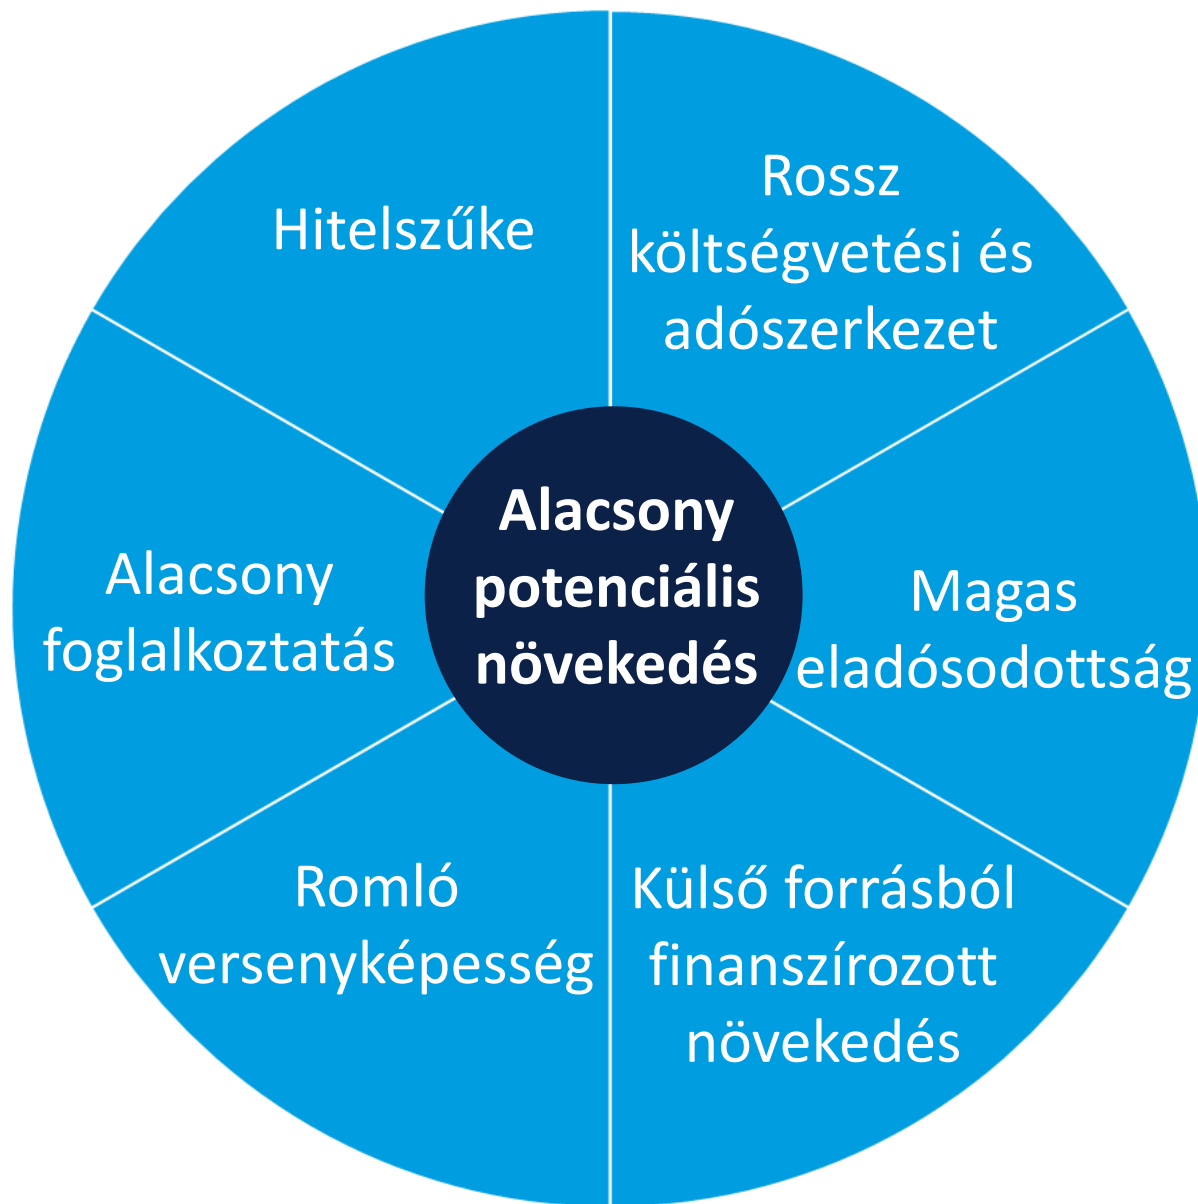 Hitelszűke
Rossz
költségvetési és
adószerkezet
Alacsony
potenciális
növekedés
Alacsony
foglalkoztatás
Magas
eladósodottság
Romló
versenyképesség
Külső forrásból
finanszírozott
növekedés